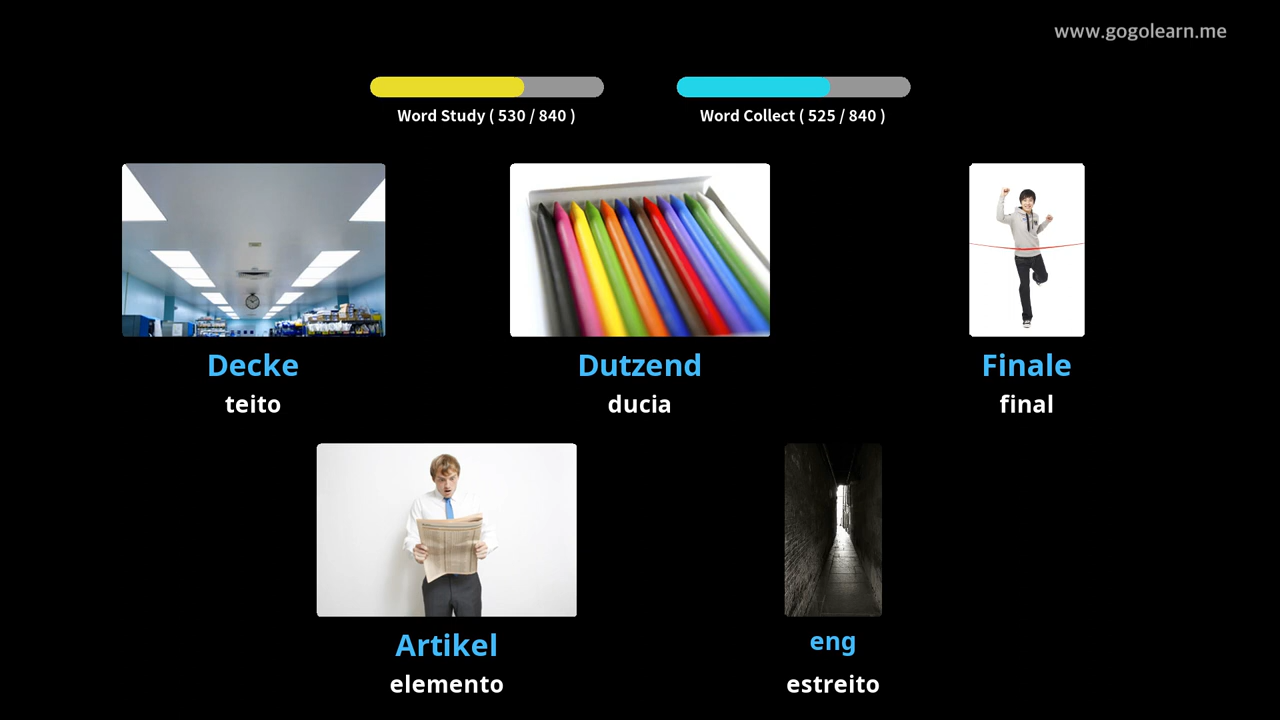 www.gogolearn.me
Word Study ( 530 / 840 )
Word Collect ( 525 / 840 )
Decke
Dutzend
Finale
teito
ducia
final
Artikel
eng
elemento
estreito